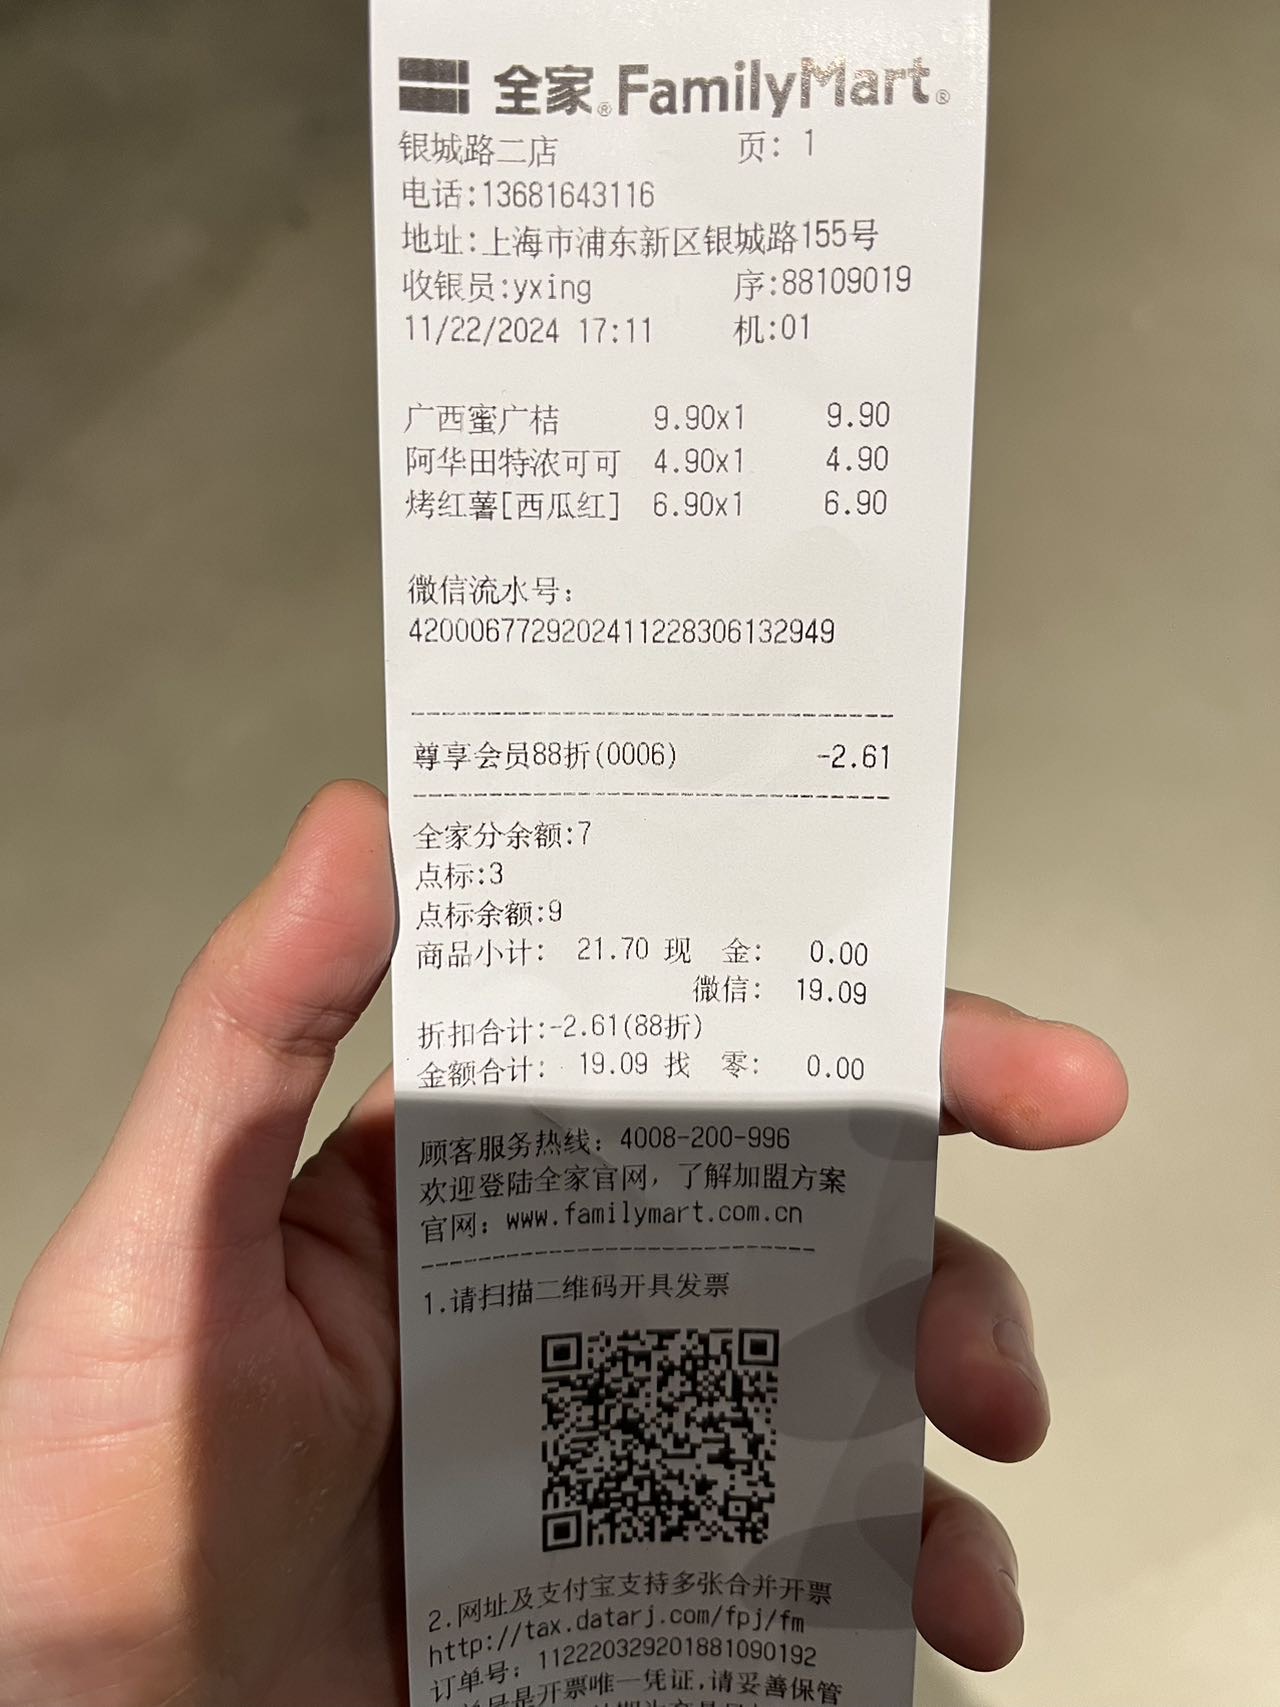 全家® FamilyMart®
银城路二店 页: 1
电话:13681643116
地址:上海市浦东新区银城路155号
收银员:yxing 序:88109019
11/22/2024 17:11 机:01
广西蜜广桔 9.90x1 9.90
阿华田特浓可可 4.90x1 4.90
烤红薯[西瓜红] 6.90x1 6.90
微信流水号:
4200067729202411228306132949
尊享会员88折(0006) -2.61
全家分余额:7
点标:3
点标余额:9
商品小计: 21.70 现 金: 0.00
微信: 19.09
折扣合计:-2.61(88折)
金额合计: 19.09 找 零: 0.00
顾客服务热线: 4008-200-996
欢迎登陆全家官网,了解加盟方案
官网: www.familymart.com.cn
1.请扫描二维码开具发票
2.网址及支付宝支持多张合并开票
http://tax.datarj.com/fpj/fm
订单号: 112220329201881090192
单号是开票唯一凭证,请妥善保管